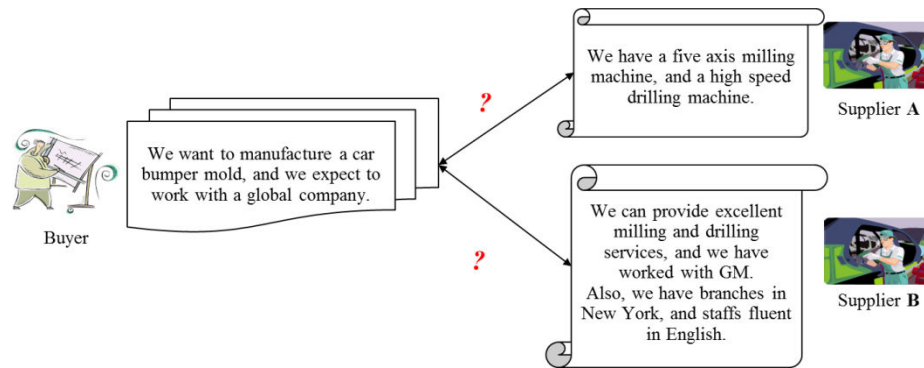 We want to manufacture a car
bumper mold, and we expect to
work with a global company.
Buyer
?
?
We have a five axis milling
machine, and a high speed
drilling machine.
Supplier A
We can provide excellent
milling and drilling
services, and we have
worked with GM.
Also, we have branches in
New York, and staffs fluent
in English.
Supplier B